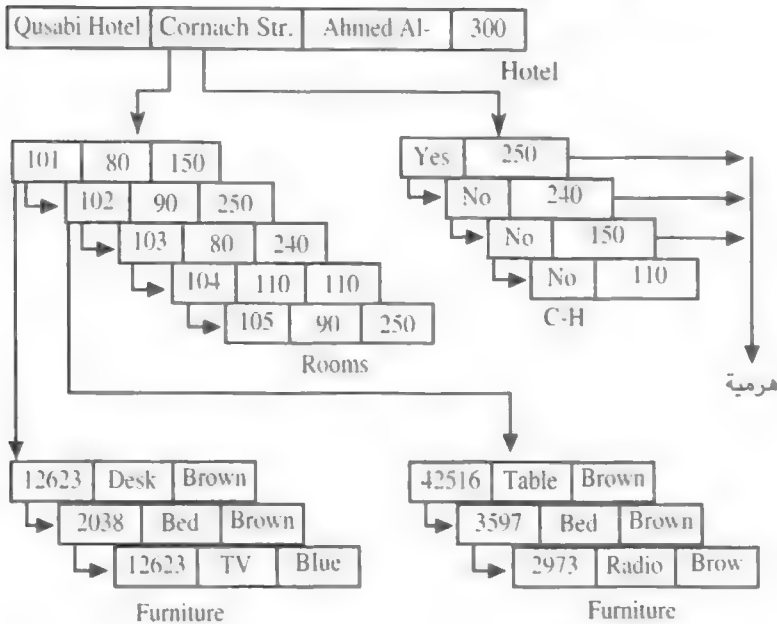 Qusabi Hotel Cornach Str. Ahmed Al- 300
Hotel
101 80 150
Yes 250
102 90 250
No 240
103 80 240
No 150
104 110 110
No 110
105 90 250
C-H
Rooms
هرمية
12623 Desk Brown
42516 Table Brown
2038 Bed Brown
3597 Bed Brown
12623 TV Blue
2973 Radio Brow
Furniture
Furniture